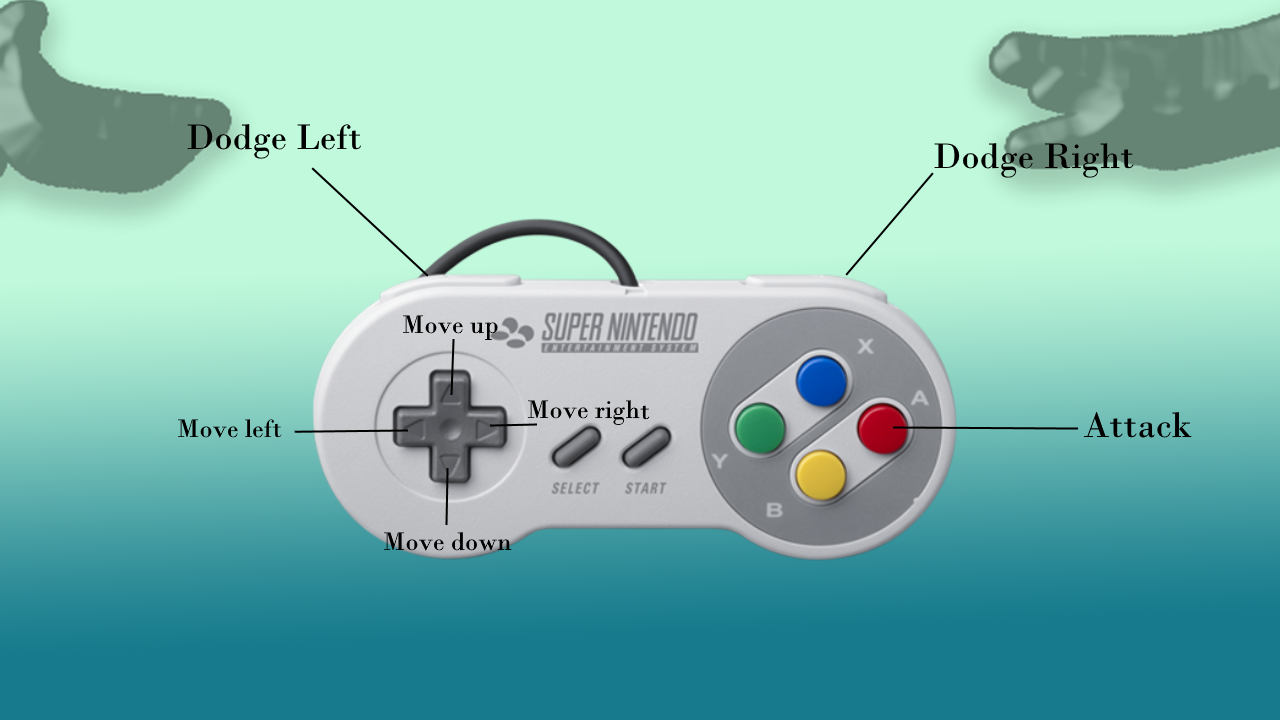 Dodge Left
Dodge Right
Move up
SUPER NINTENDO
ENTERTAINMENT SYSTEM
X
A
Move left
Move right
Attack
Y
SELECT
START
B
Move down